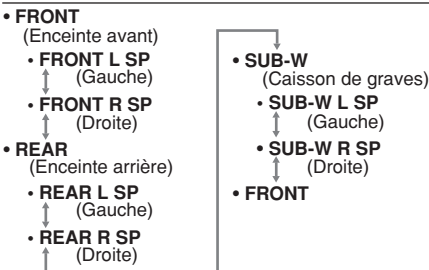 • FRONT
(Enceinte avant)
• FRONT L SP
(Gauche)
• FRONT R SP
(Droite)
• REAR
(Enceinte arrière)
• REAR L SP
(Gauche)
• REAR R SP
(Droite)
• SUB-W
(Caisson de graves)
• SUB-W L SP
(Gauche)
• SUB-W R SP
(Droite)
• FRONT